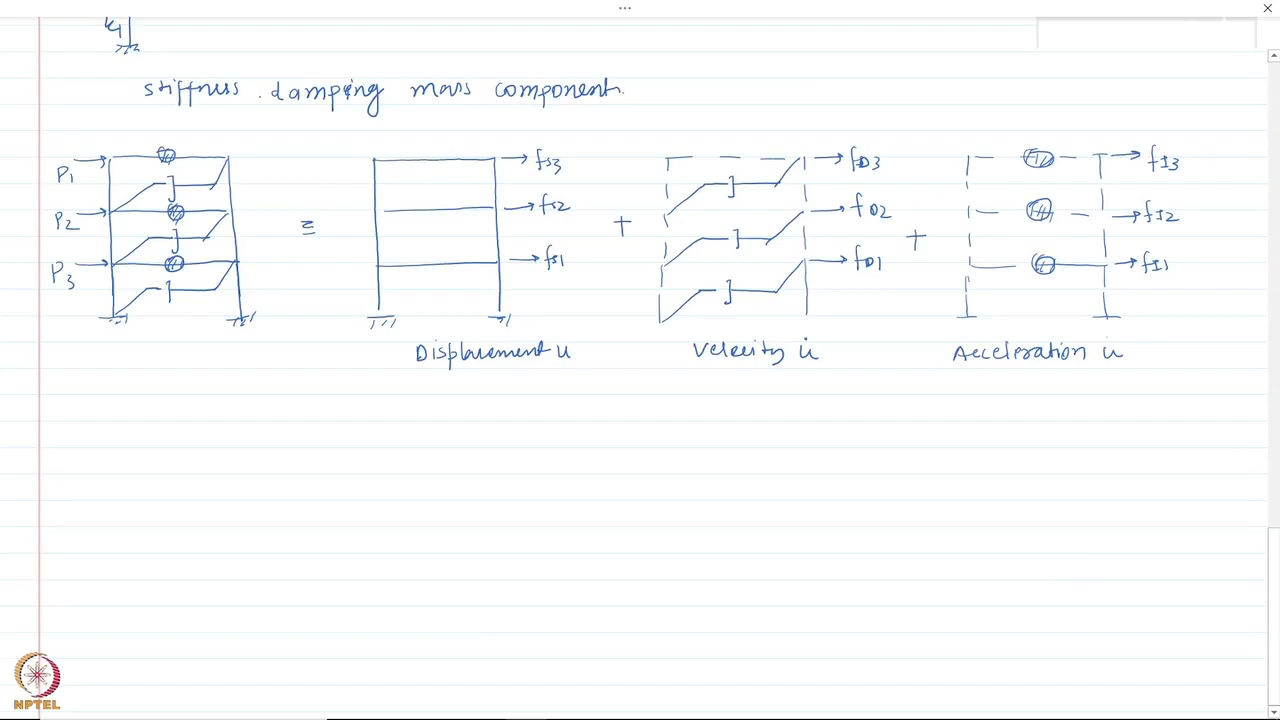 k1
stiffness. damping mass component.
P1 fs3 fD3 fI3
P2 ≡ fs2 + fD2 + fI2
P3 fs1 fD1 fI1
Displacement u Velocity u̇ Acceleration ü
NPTEL